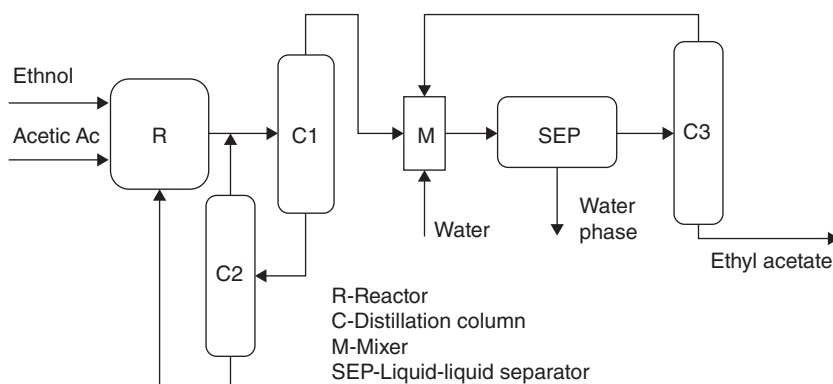 Ethnol
Acetic Ac
R
C1
C2
M
Water
SEP
Water
phase
C3
Ethyl acetate
R-Reactor
C-Distillation column
M-Mixer
SEP-Liquid-liquid separator